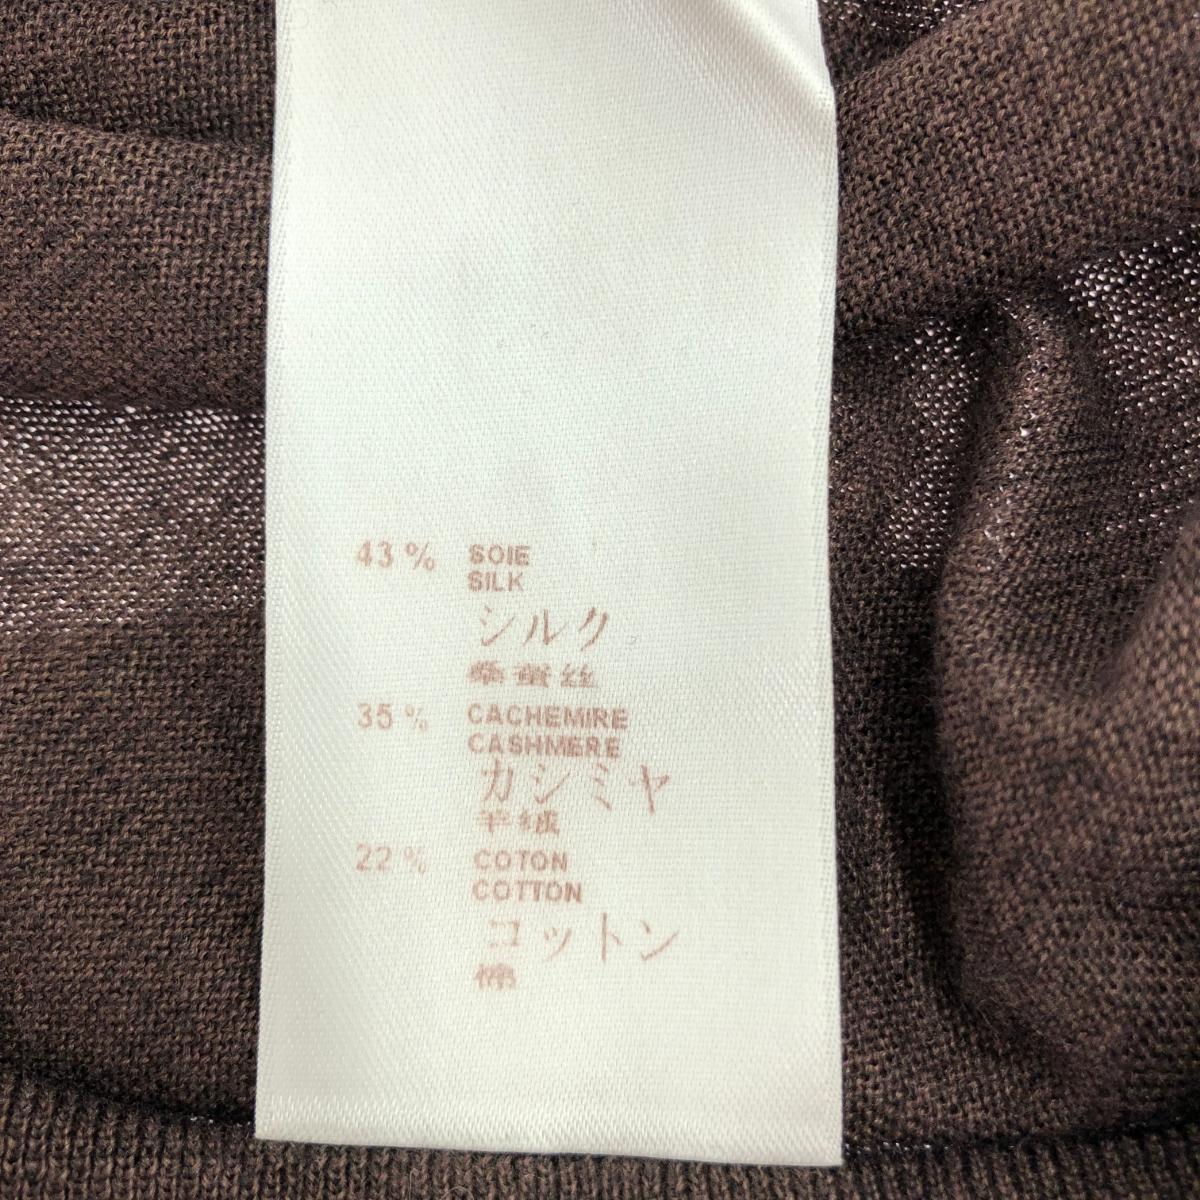 43 % SOIE
SILK
シルク
桑蚕丝
35 % CACHEMIRE
CASHMERE
カシミヤ
羊绒
22 % COTON
COTTON
コットン
棉